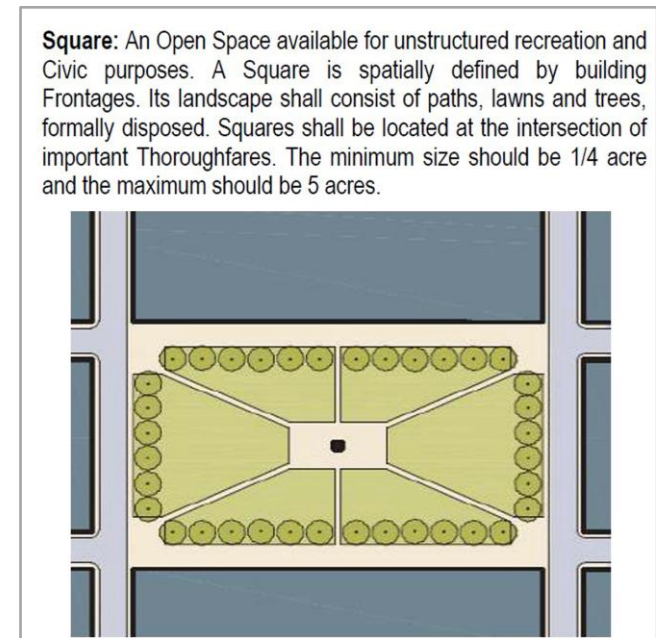 Square: An Open Space available for unstructured recreation and
Civic purposes. A Square is spatially defined by building
Frontages. Its landscape shall consist of paths, lawns and trees,
formally disposed. Squares shall be located at the intersection of
important Thoroughfares. The minimum size should be 1/4 acre
and the maximum should be 5 acres.